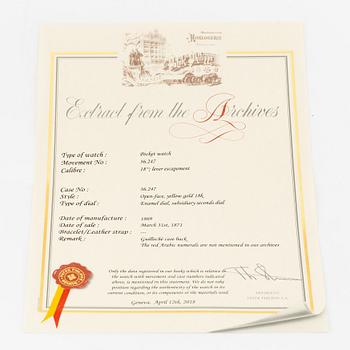 Horlogerie
Extract from the Archives
Type of watch : Pocket watch
Movement No : 36.247
Calibre : 18"; lever escapement
Case No : 36.247
Style : Open-face, yellow gold 18k
Type of dial : Enamel dial, subsidiary seconds dial
Date of manufacture : 1869
Date of sale : March 31st, 1871
Bracelet/Leather strap : ---
Remark : Guilloché case back
The red Arabic numerals are not mentioned in our archives
Only the data registered in our books which is relative to
the watch with movement and case numbers indicated
above, is mentioned in this statement. We do not take
position regarding the authenticity of the watch in its
current condition, or its components or the materials used.
Geneva, April 12th, 2018
PATEK PHILIPPE S.A.